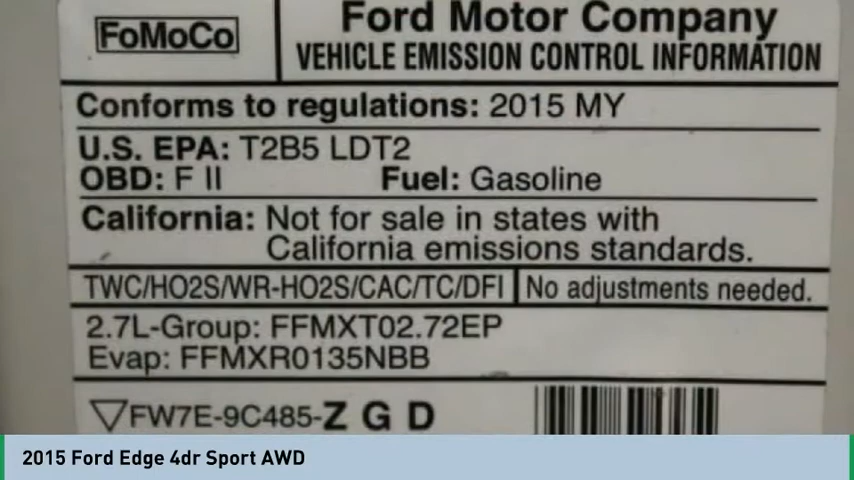 FoMoCo
Ford Motor Company
VEHICLE EMISSION CONTROL INFORMATION
Conforms to regulations: 2015 MY
U.S. EPA: T2B5 LDT2
OBD: F II Fuel: Gasoline
California: Not for sale in states with
California emissions standards.
TWC/HO2S/WR-HO2S/CAC/TC/DFI No adjustments needed.
2.7L-Group: FFMXT02.72EP
Evap: FFMXR0135NBB
▽FW7E-9C485-Z G D
2015 Ford Edge 4dr Sport AWD